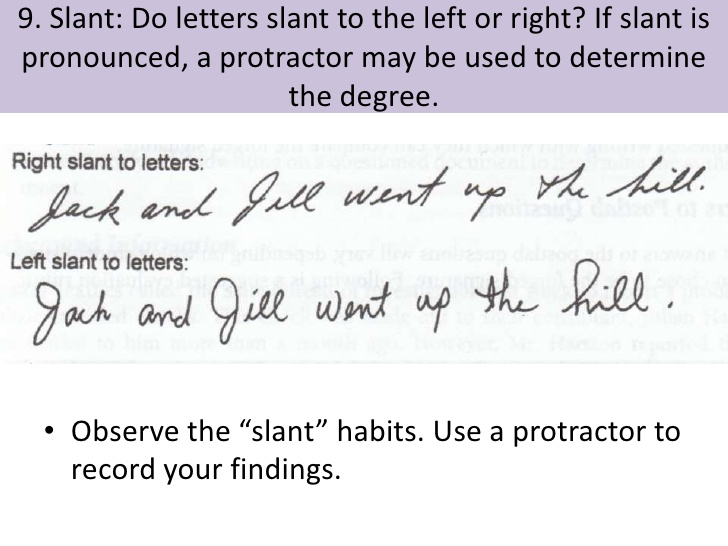 9. Slant: Do letters slant to the left or right? If slant is
pronounced, a protractor may be used to determine
the degree.
Right slant to letters:
Jack and Jill went up the hill.
Left slant to letters:
Jack and Jill went up the hill.
• Observe the “slant” habits. Use a protractor to
record your findings.